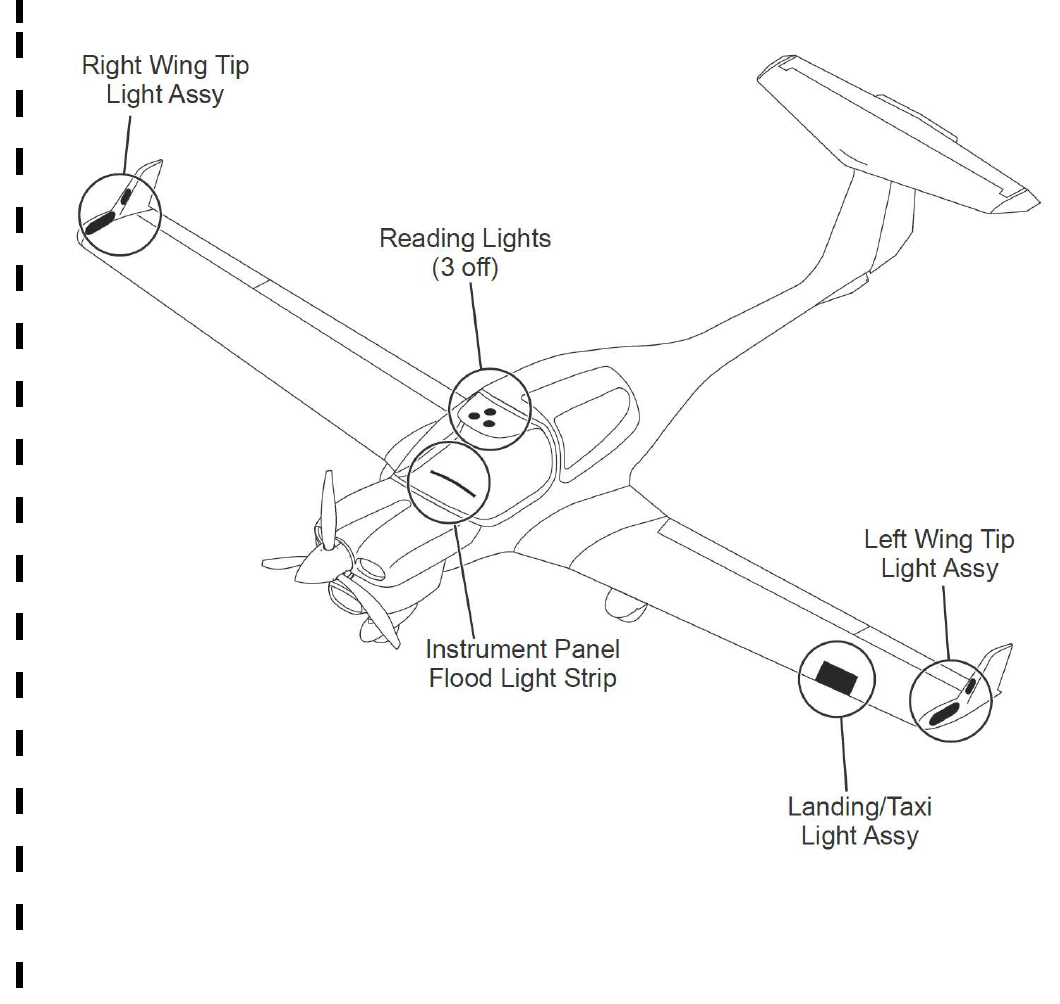 Right Wing Tip
Light Assy
Reading Lights
(3 off)
Left Wing Tip
Light Assy
Instrument Panel
Flood Light Strip
Landing/Taxi
Light Assy